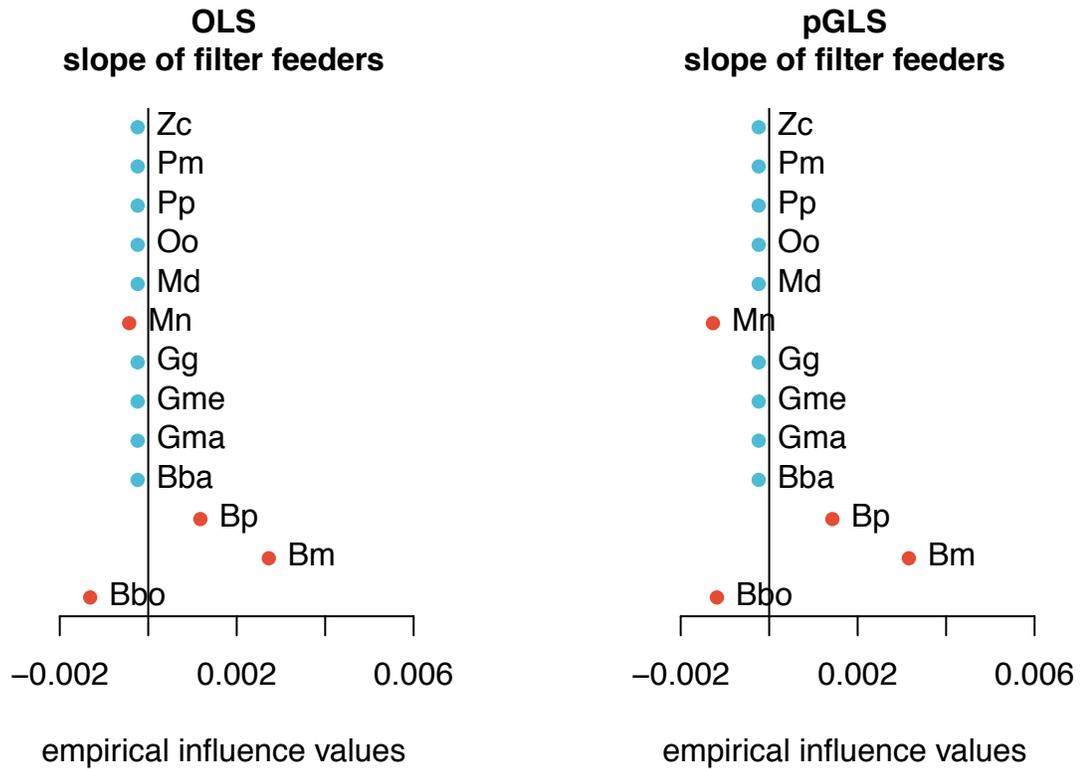 OLS
slope of filter feeders
Zc
Pm
Pp
Oo
Md
Mn
Gg
Gme
Gma
Bba
Bp
Bm
Bbo
−0.002 0.002 0.006
empirical influence values
pGLS
slope of filter feeders
Zc
Pm
Pp
Oo
Md
Mn
Gg
Gme
Gma
Bba
Bp
Bm
Bbo
−0.002 0.002 0.006
empirical influence values